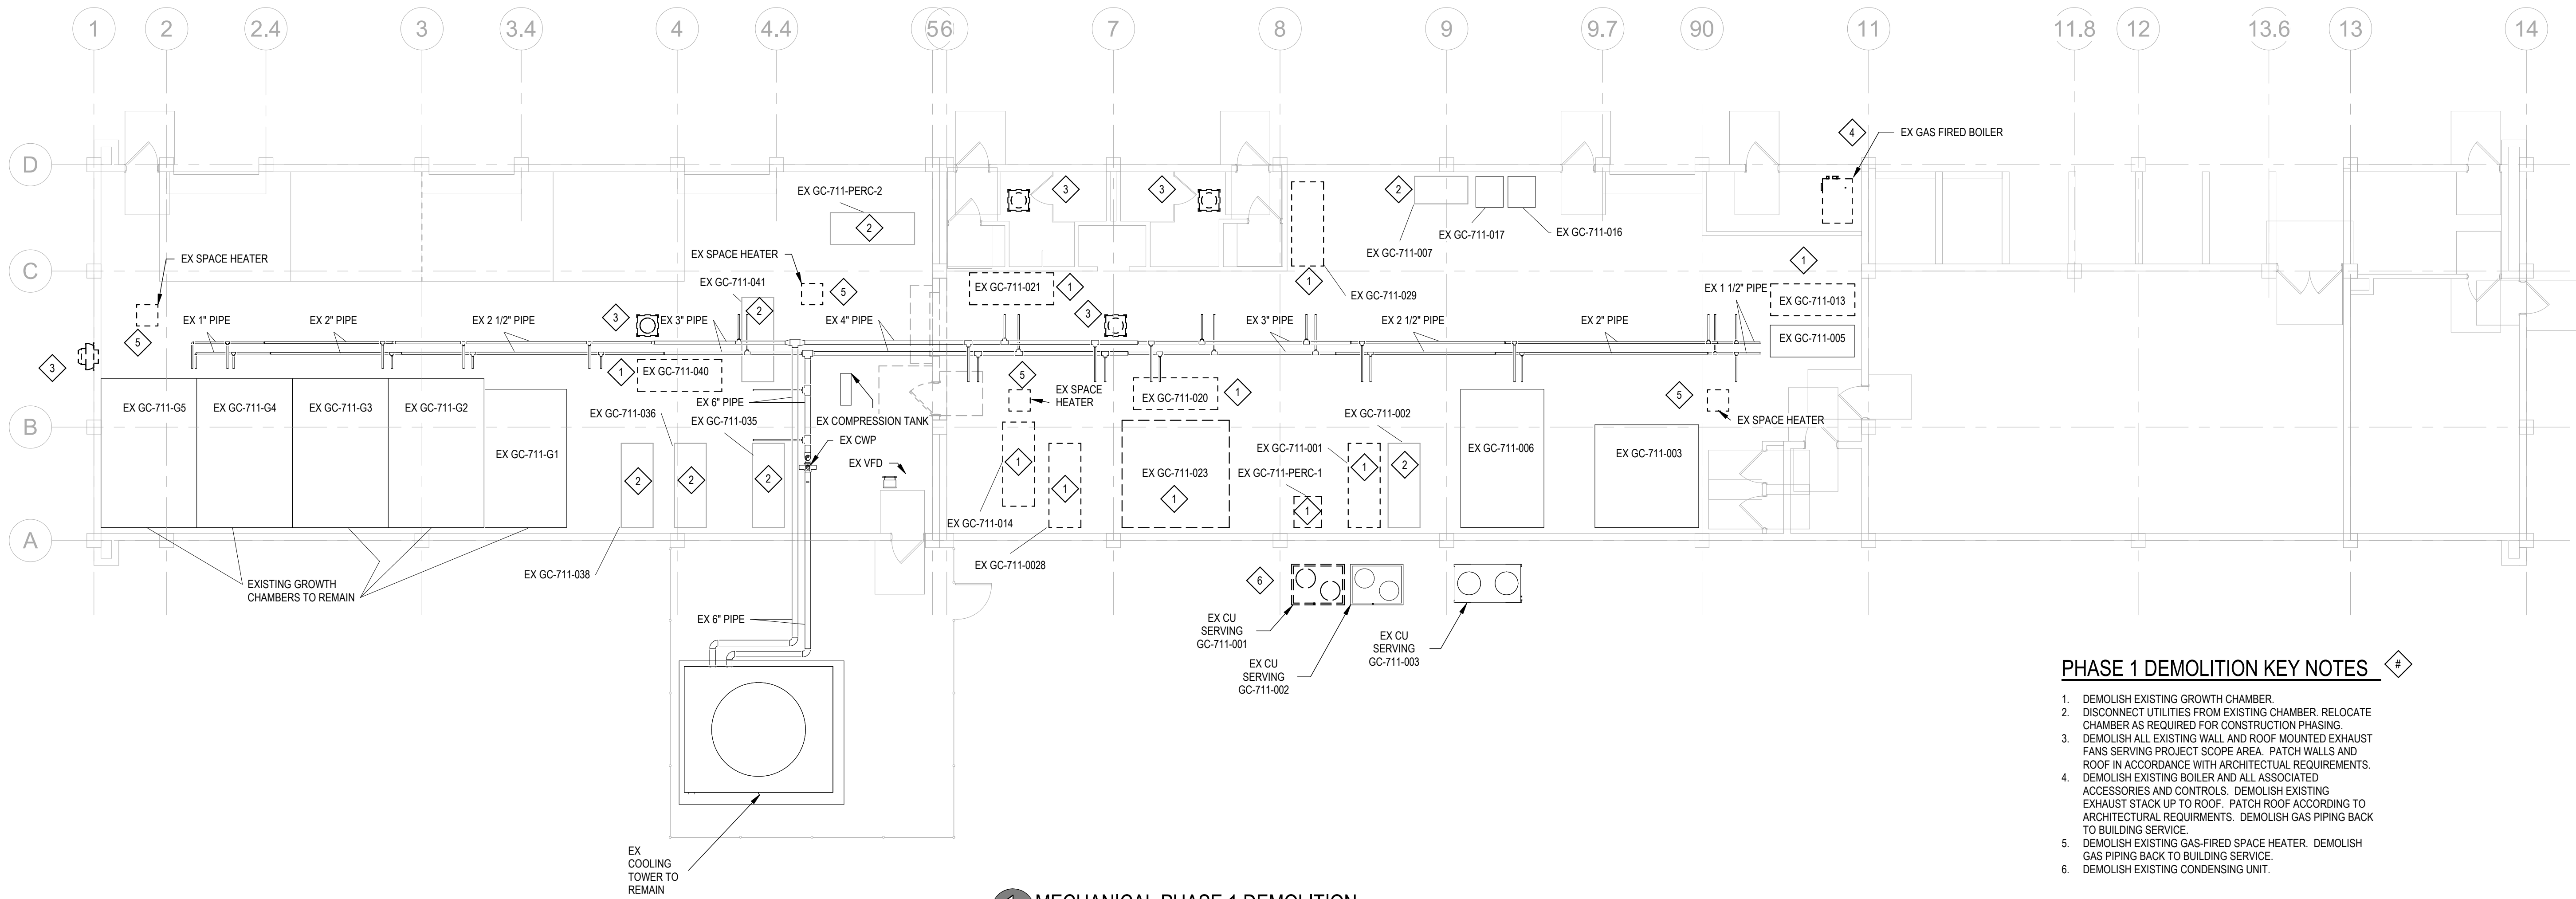 1
2
2.4
3
3.4
4
4.4
5
6
7
8
9
9.7
90
11
11.8
12
13.6
13
14
D
C
B
A
4
EX GAS FIRED BOILER
EX GC-711-PERC-2
2
3
3
2
EX GC-711-007
EX GC-711-017
EX GC-711-016
EX SPACE HEATER
5
3
EX SPACE HEATER
5
EX GC-711-041
2
EX GC-711-021
1
3
1
EX GC-711-029
1
EX GC-711-013
EX GC-711-005
EX 1" PIPE
EX 2" PIPE
EX 2 1/2" PIPE
3
EX 3" PIPE
EX 4" PIPE
EX 3" PIPE
EX 2 1/2" PIPE
EX 2" PIPE
EX 1 1/2" PIPE
1
EX GC-711-040
EX 6" PIPE
EX COMPRESSION TANK
5
EX SPACE
HEATER
EX GC-711-020
1
5
EX SPACE HEATER
EX GC-711-G5
EX GC-711-G4
EX GC-711-G3
EX GC-711-G2
EX GC-711-G1
EX GC-711-036
EX GC-711-035
2
2
2
EX CWP
EX VFD
1
1
EX GC-711-014
EX GC-711-0028
EX GC-711-023
1
EX GC-711-001
EX GC-711-PERC-1
1
1
EX GC-711-002
2
EX GC-711-006
EX GC-711-003
EX GC-711-038
EXISTING GROWTH
CHAMBERS TO REMAIN
6
EX CU
SERVING
GC-711-001
EX CU
SERVING
GC-711-002
EX CU
SERVING
GC-711-003
EX 6" PIPE
EX
COOLING
TOWER TO
REMAIN
PHASE 1 DEMOLITION KEY NOTES #
1. DEMOLISH EXISTING GROWTH CHAMBER.
2. DISCONNECT UTILITIES FROM EXISTING CHAMBER. RELOCATE
CHAMBER AS REQUIRED FOR CONSTRUCTION PHASING.
3. DEMOLISH ALL EXISTING WALL AND ROOF MOUNTED EXHAUST
FANS SERVING PROJECT SCOPE AREA. PATCH WALLS AND
ROOF IN ACCORDANCE WITH ARCHITECTUAL REQUIREMENTS.
4. DEMOLISH EXISTING BOILER AND ALL ASSOCIATED
ACCESSORIES AND CONTROLS. DEMOLISH EXISTING
EXHAUST STACK UP TO ROOF. PATCH ROOF ACCORDING TO
ARCHITECTURAL REQUIRMENTS. DEMOLISH GAS PIPING BACK
TO BUILDING SERVICE.
5. DEMOLISH EXISTING GAS-FIRED SPACE HEATER. DEMOLISH
GAS PIPING BACK TO BUILDING SERVICE.
6. DEMOLISH EXISTING CONDENSING UNIT.
MECHANICAL PHASE 1 DEMOLITION